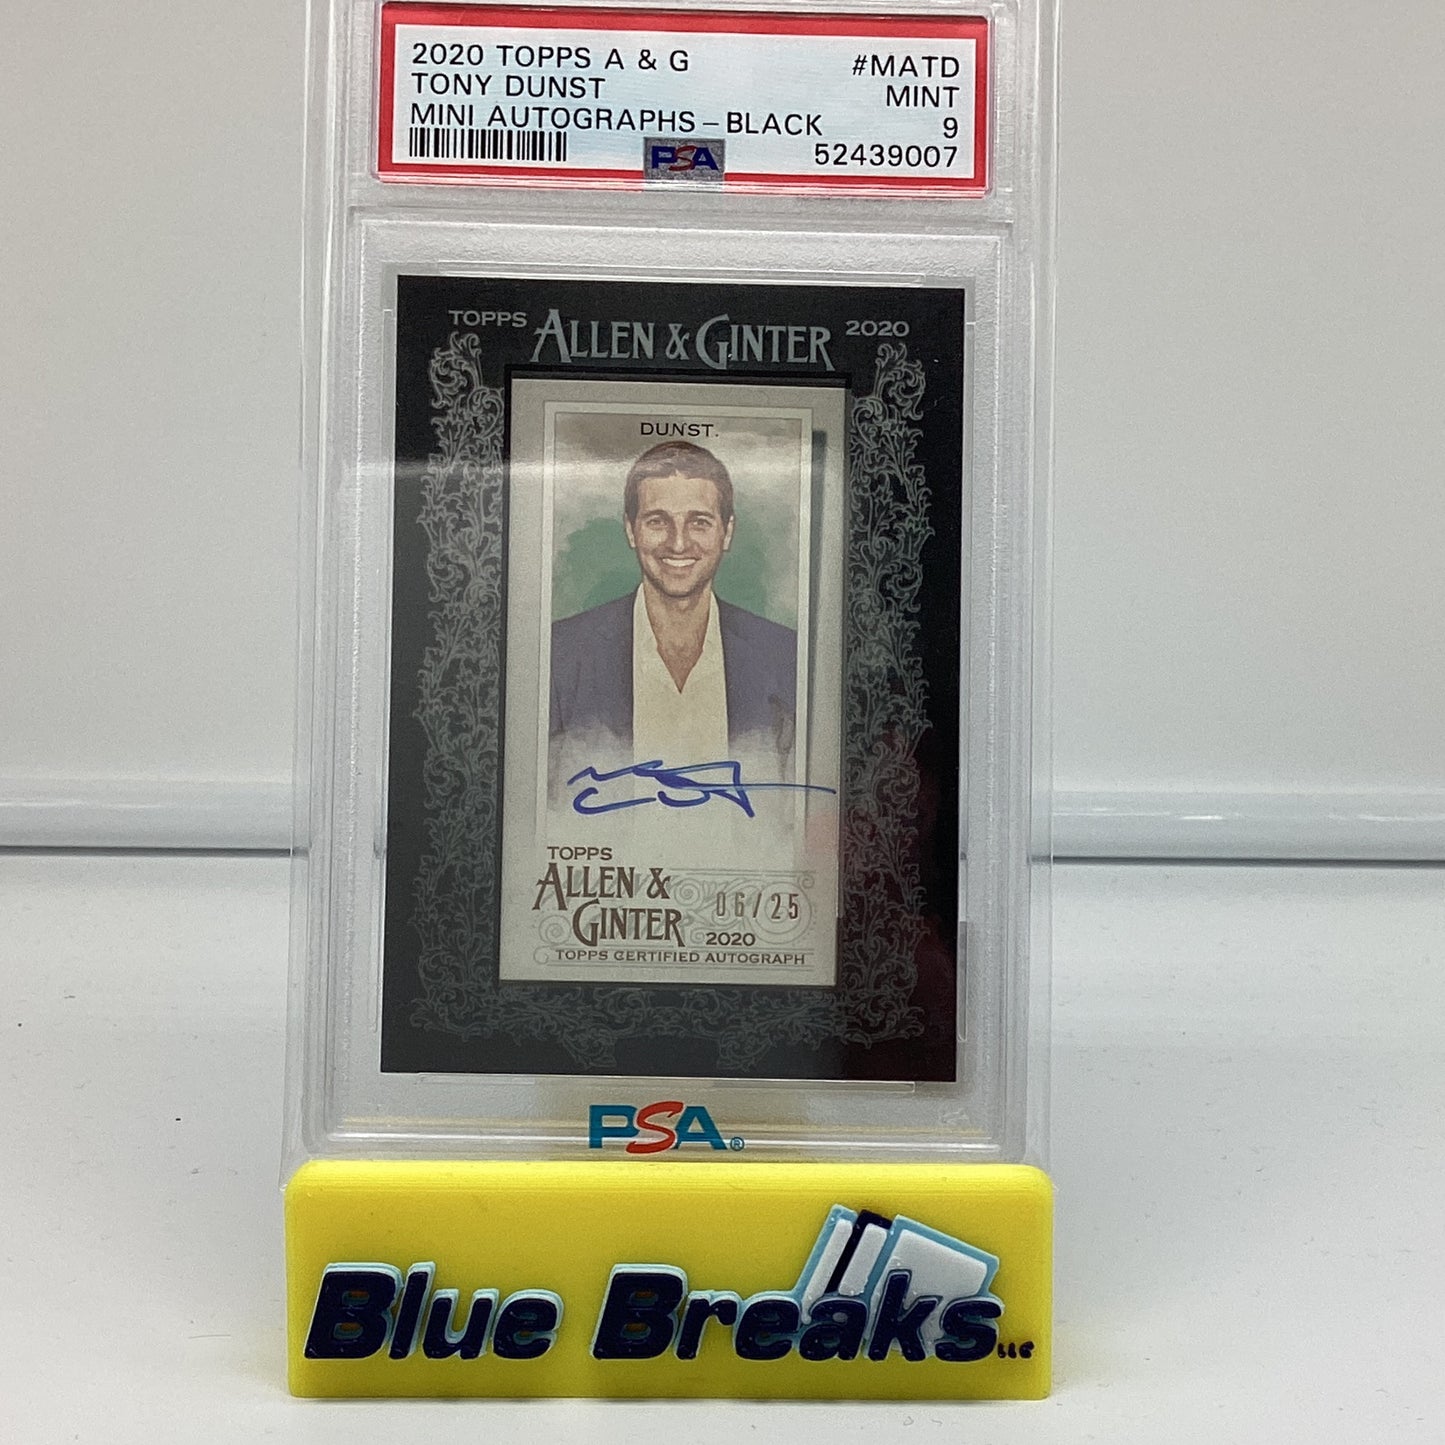 2020 TOPPS A & G #MATD
TONY DUNST MINT
MINI AUTOGRAPHS - BLACK 9
PSA 52439007
TOPPS ALLEN & GINTER 2020
DUNST.
TOPPS
ALLEN &
GINTER 2020
06/25
TOPPS CERTIFIED AUTOGRAPH
PSA®
Blue Breaks LLC